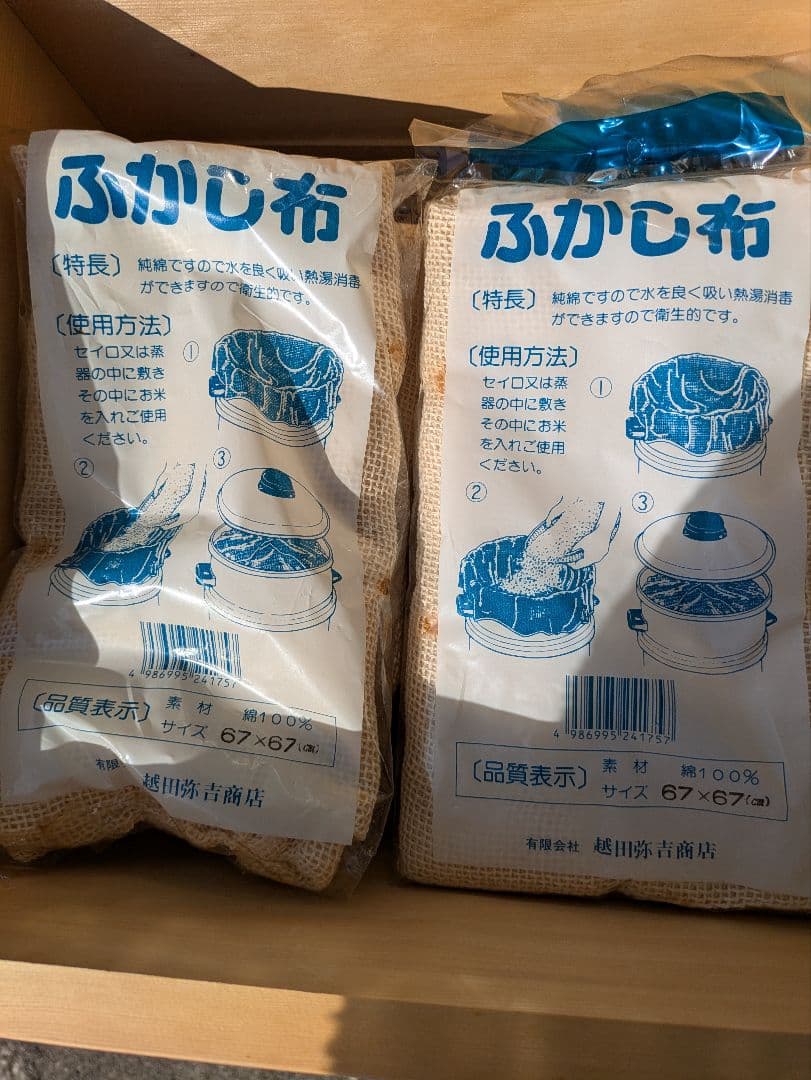 ふかし布
〔特長〕 純綿ですので水を良く吸い熱湯消毒
ができますので衛生的です。
〔使用方法〕
セイロ又は蒸
器の中に敷き
その中にお米
を入れご使用
ください。
①
②
③
4 986995 241757
〔品質表示〕 素材 綿100%
サイズ 67×67(cm)
有限 越田弥吉商店
ふかし布
〔特長〕 純綿ですので水を良く吸い熱湯消毒
ができますので衛生的です。
〔使用方法〕
セイロ又は蒸
器の中に敷き
その中にお米
を入れご使用
ください。
①
②
③
4 986995 241757
〔品質表示〕 素材 綿100%
サイズ 67×67(cm)
有限会社 越田弥吉商店